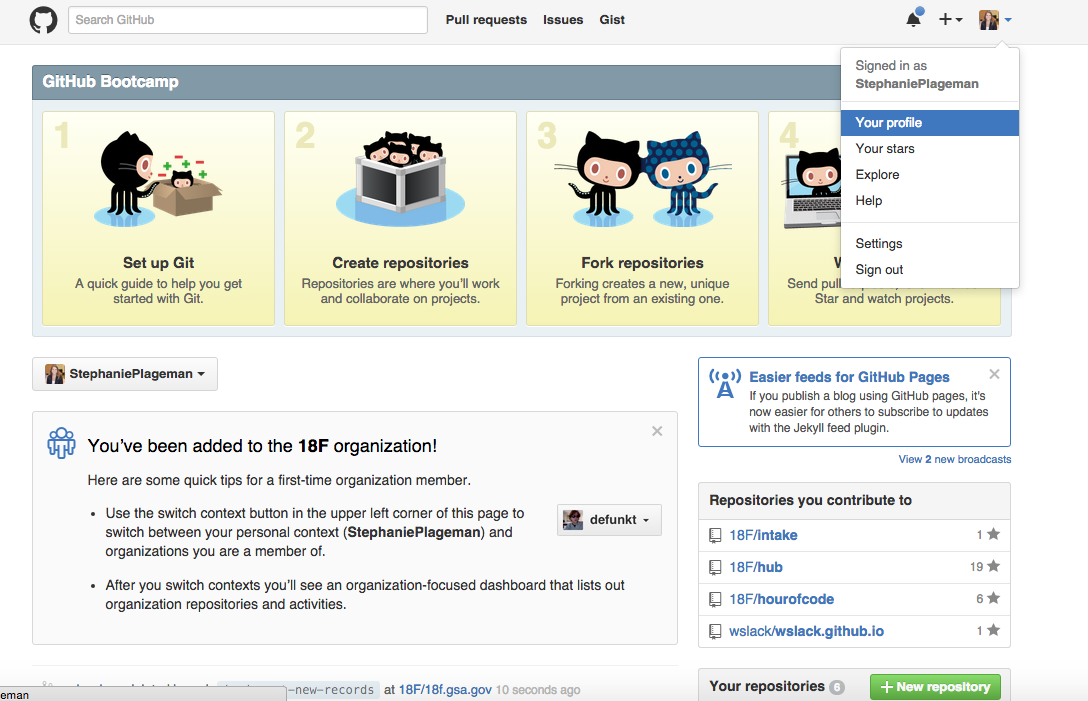 Search GitHub
Pull requests Issues Gist
Signed in as
StephaniePlageman
Your profile
Your stars
Explore
Help
Settings
Sign out
GitHub Bootcamp
1
Set up Git
A quick guide to help you get
started with Git.
2
Create repositories
Repositories are where you'll work
and collaborate on projects.
3
Fork repositories
Forking creates a new, unique
project from an existing one.
4
Send pull
Star and watch projects.
StephaniePlageman
You've been added to the 18F organization!
Here are some quick tips for a first-time organization member.
• Use the switch context button in the upper left corner of this page to
switch between your personal context (StephaniePlageman) and
organizations you are a member of.
defunkt
• After you switch contexts you'll see an organization-focused dashboard that lists out
organization repositories and activities.
-new-records at 18F/18f.gsa.gov 10 seconds ago
eman
Easier feeds for GitHub Pages
If you publish a blog using GitHub pages, it's
now easier for others to subscribe to updates
with the Jekyll feed plugin.
View 2 new broadcasts
Repositories you contribute to
18F/intake 1
18F/hub 19
18F/hourofcode 6
wslack/wslack.github.io 1
Your repositories 6
+ New repository